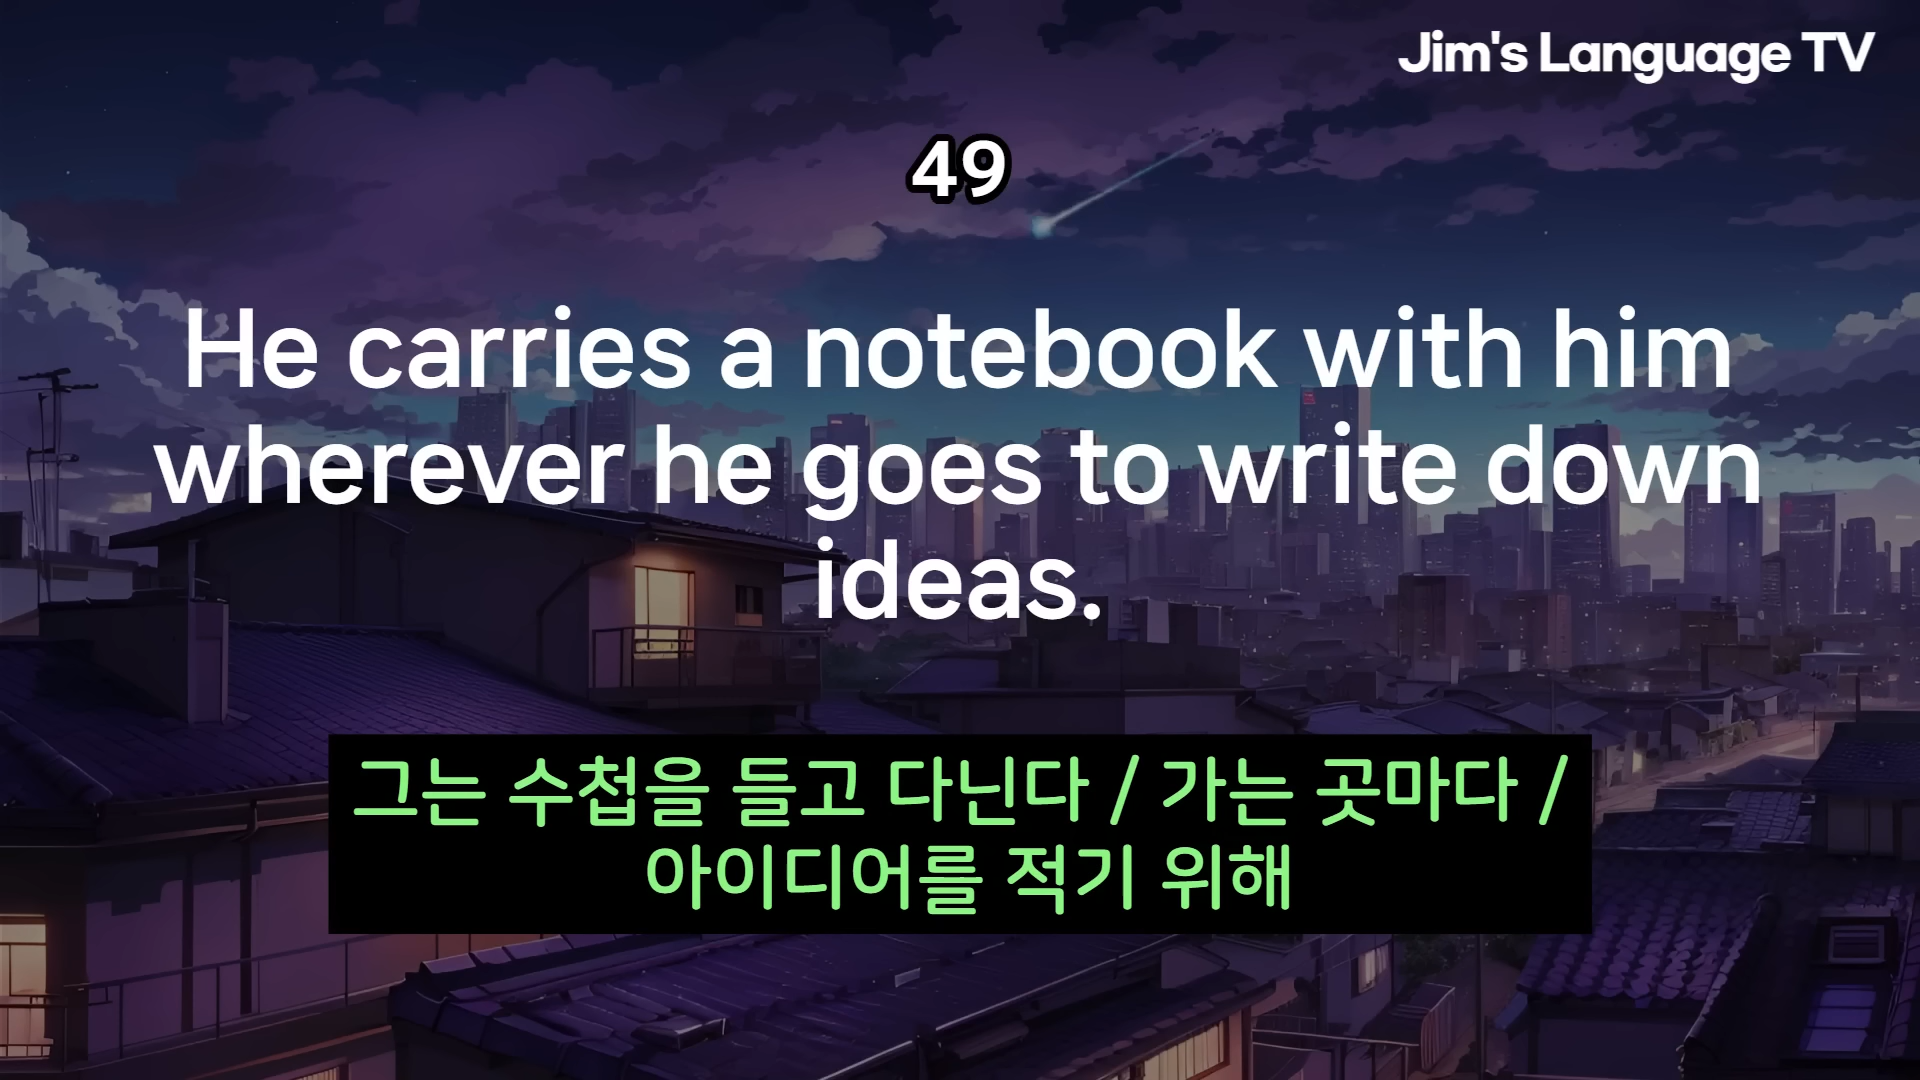 Jim's Language TV
49
He carries a notebook with him
wherever he goes to write down
ideas.
그는 수첩을 들고 다닌다 / 가는 곳마다 /
아이디어를 적기 위해